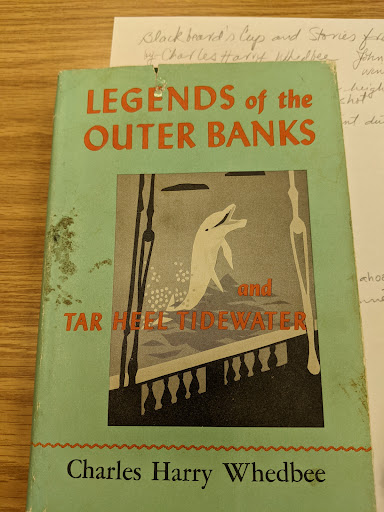 Blackbeard's Cup and Stories
by Charles Harry Whedbee John
LEGENDS of the
OUTER BANKS
and
TAR HEEL TIDEWATER
Charles Harry Whedbee